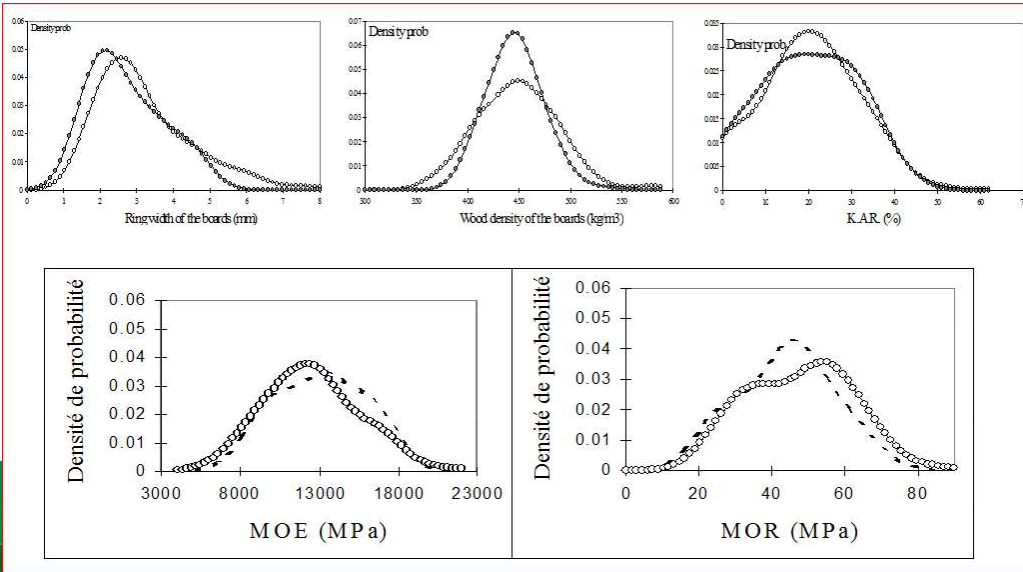 Density prob
0.06
0.05
0.04
0.03
0.02
0.01
0
0 1 2 3 4 5 6 7 8
Ring width of the boards (mm)
Density prob
0.07
0.06
0.05
0.04
0.03
0.02
0.01
0
300 350 400 450 500 550 600
Wood density of the boards (kg/m3)
Density prob
0.035
0.03
0.025
0.02
0.015
0.01
0.005
0
0 10 20 30 40 50 60 70
K.A.R. (%)
Densité de probabilité
0.06
0.05
0.04
0.03
0.02
0.01
0
3000 8000 13000 18000 23000
MOE (MPa)
Densité de probabilité
0.06
0.05
0.04
0.03
0.02
0.01
0
0 20 40 60 80
MOR (MPa)